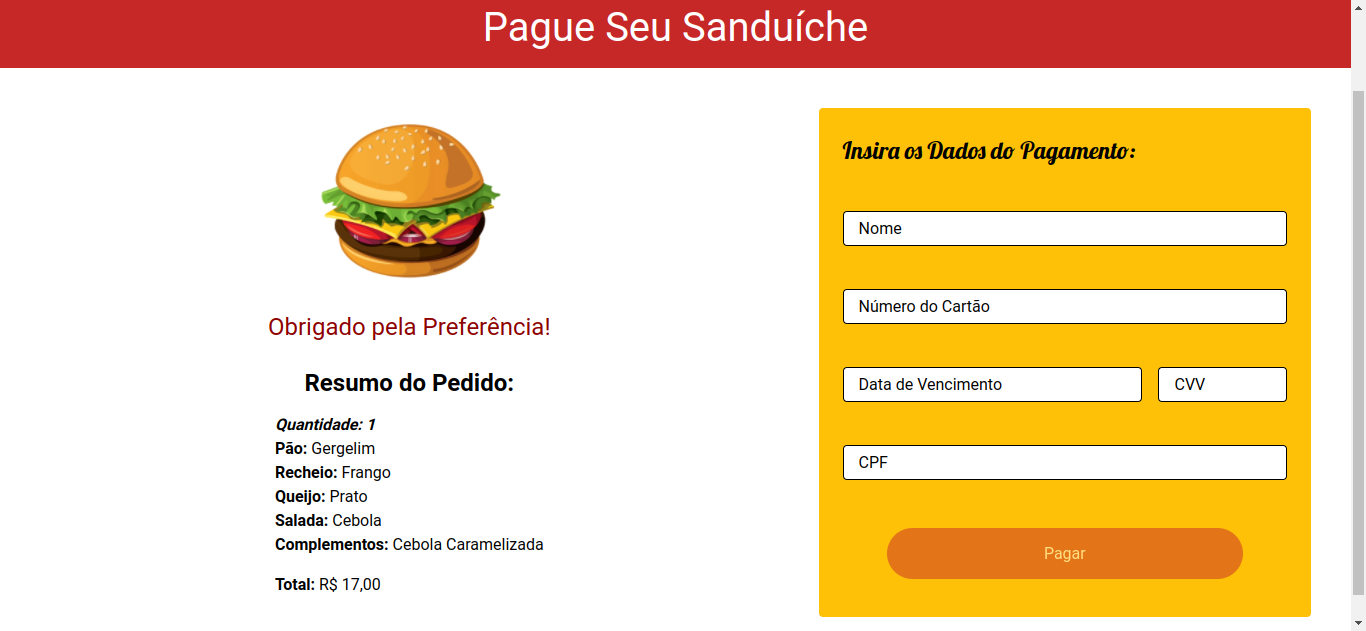 Pague Seu Sanduíche
Obrigado pela Preferência!
Resumo do Pedido:
Quantidade: 1
Pão: Gergelim
Recheio: Frango
Queijo: Prato
Salada: Cebola
Complementos: Cebola Caramelizada
Total: R$ 17,00
Insira os Dados do Pagamento:
Nome
Número do Cartão
Data de Vencimento CVV
CPF
Pagar